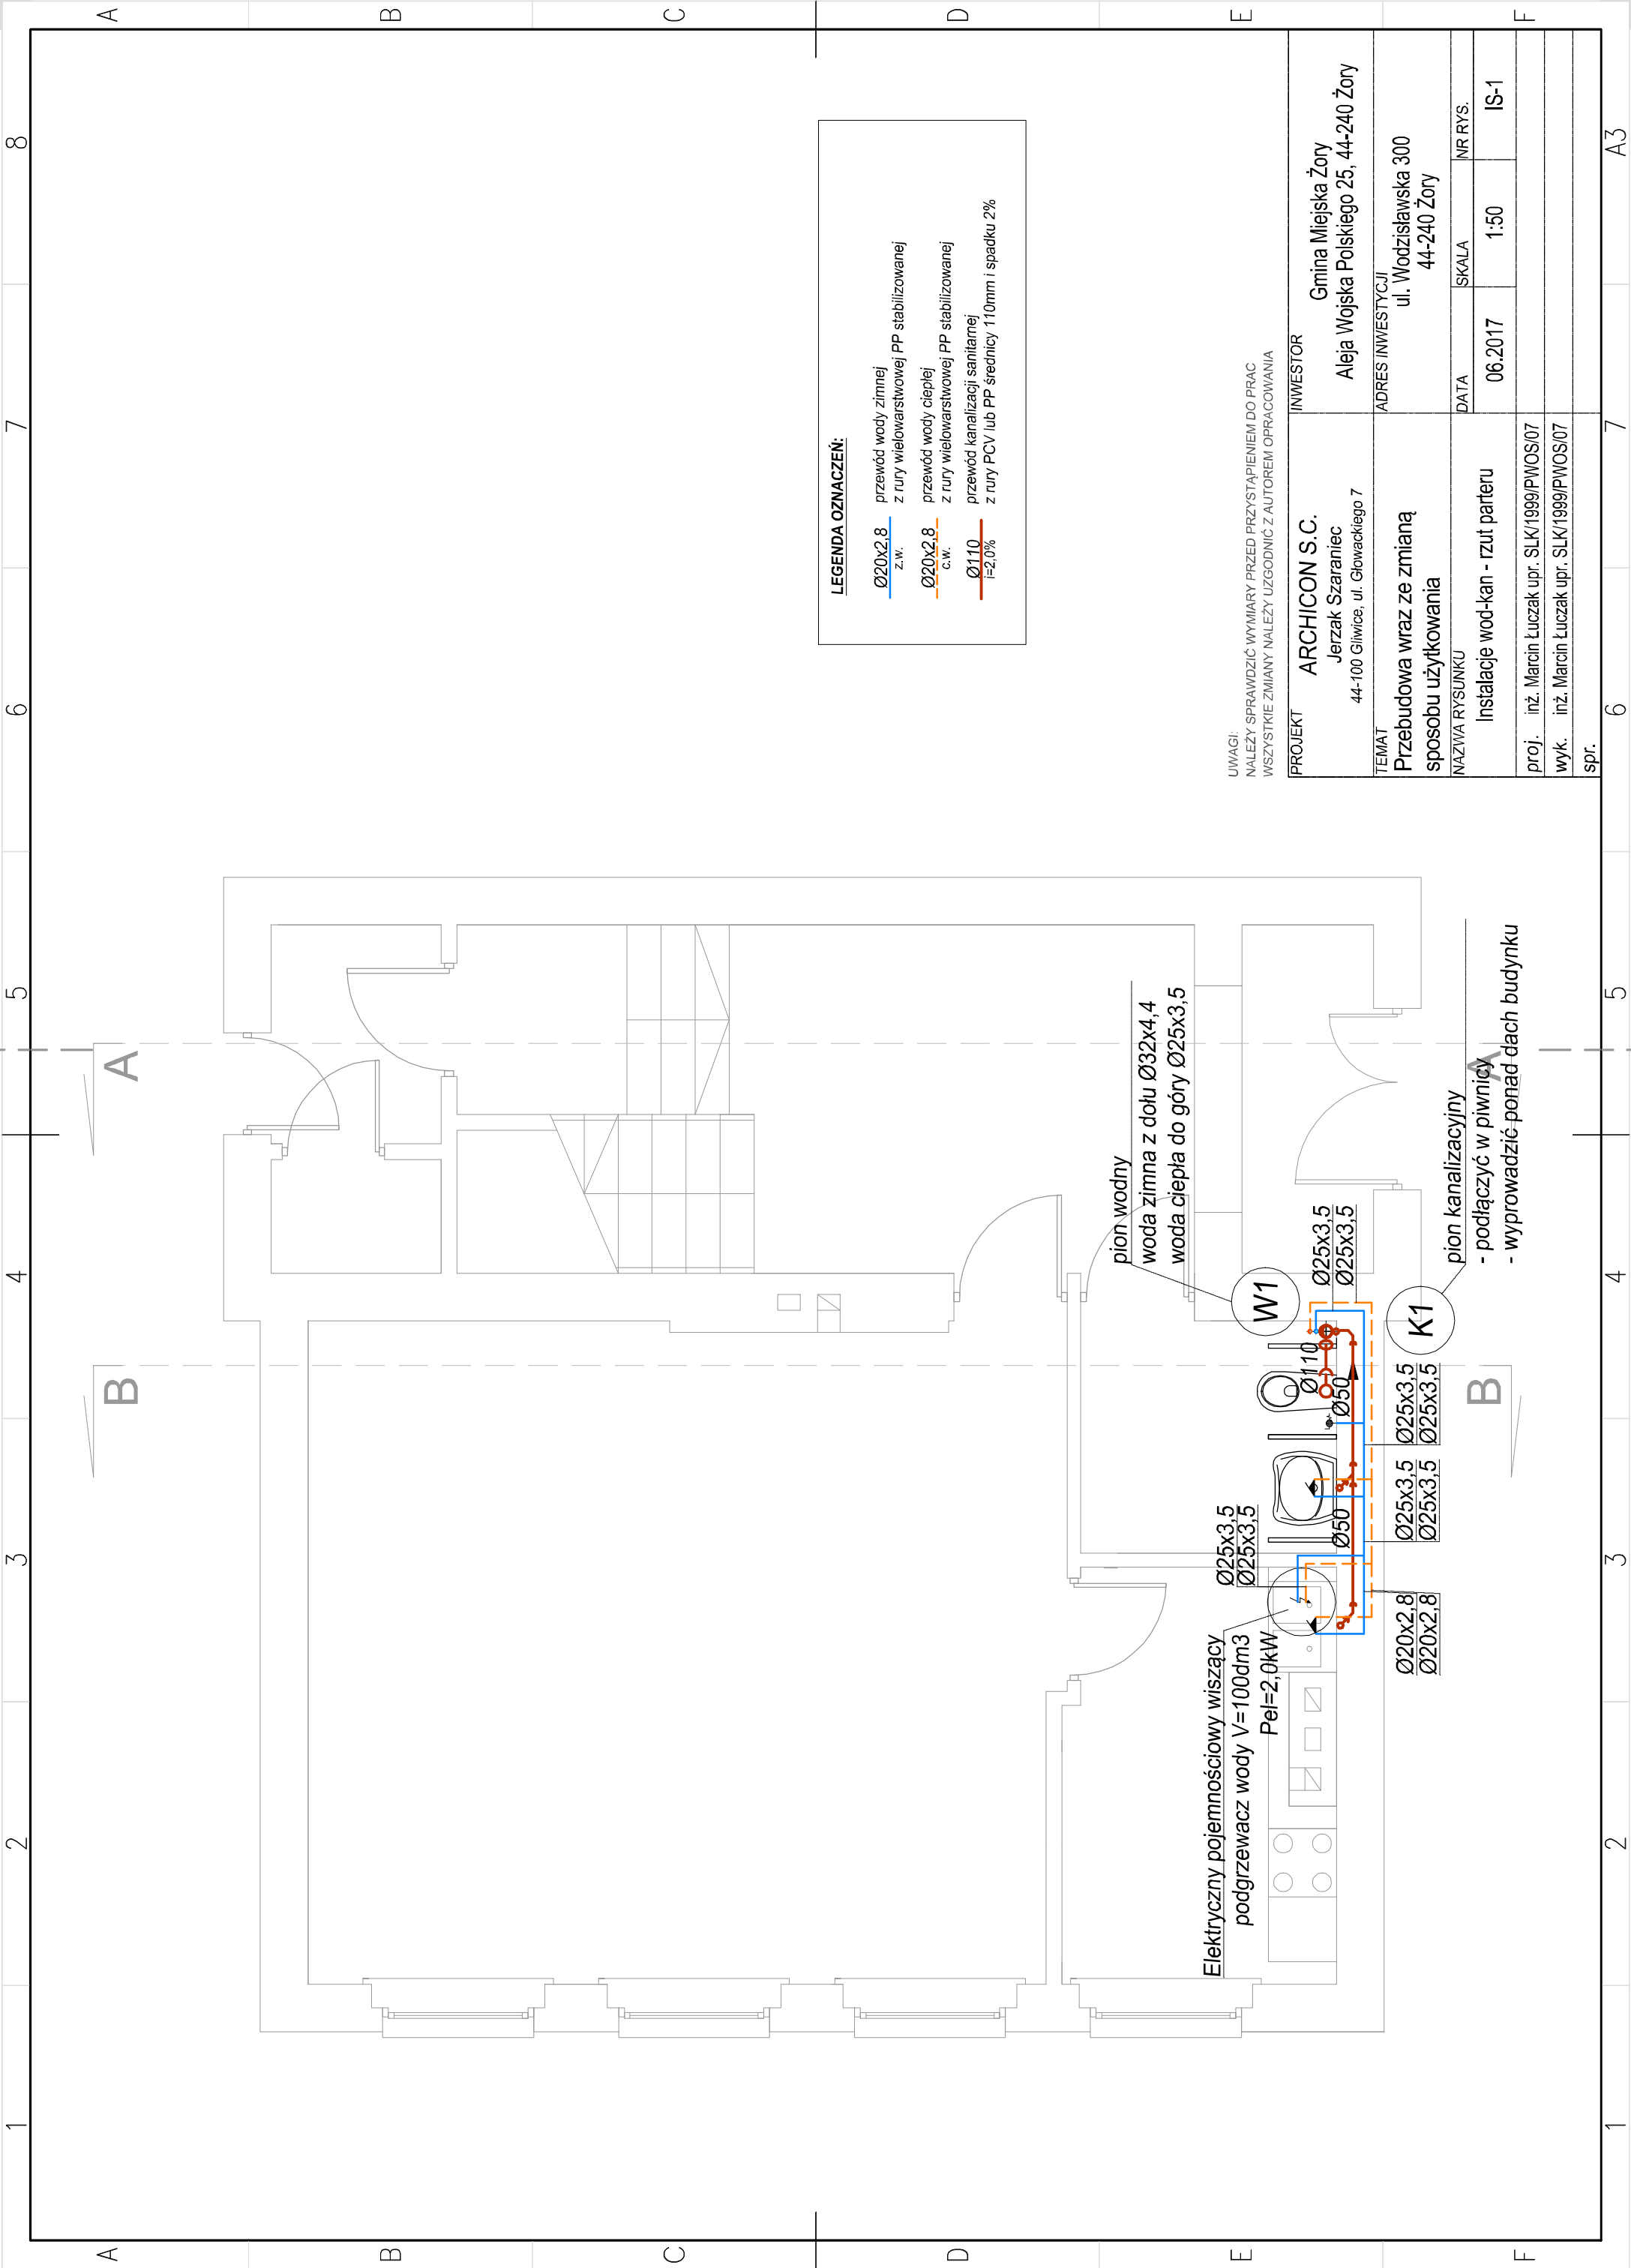 1
2
3
4
5
6
7
8
A
B
C
D
E
F
A
B
C
D
E
F
1
2
3
4
5
6
7
A3
A
B
A
B
LEGENDA OZNACZEŃ:
Ø20x2,8
z.w.
przewód wody zimnej
z rury wielowarstwowej PP stabilizowanej
Ø20x2,8
c.w.
przewód wody ciepłej
z rury wielowarstwowej PP stabilizowanej
Ø110
i=2,0%
przewód kanalizacji sanitarnej
z rury PCV lub PP średnicy 110mm i spadku 2%
pion wodny
woda zimna z dołu Ø32x4,4
woda ciepła do góry Ø25x3,5
W1
Ø25x3,5
Ø25x3,5
K1
pion kanalizacyjny
- podłączyć w piwnicy
- wyprowadzić ponad dach budynku
Ø110
Ø50
Ø50
Ø25x3,5
Ø25x3,5
Ø25x3,5
Ø25x3,5
Ø25x3,5
Ø25x3,5
Ø20x2,8
Ø20x2,8
Elektryczny pojemnościowy wiszący
podgrzewacz wody V=100dm3
Pel=2,0kW
UWAGI:
NALEŻY SPRAWDZIĆ WYMIARY PRZED PRZYSTĄPIENIEM DO PRAC
WSZYSTKIE ZMIANY NALEŻY UZGODNIĆ Z AUTOREM OPRACOWANIA
PROJEKT
ARCHICON S.C.
Jerzak Szaraniec
44-100 Gliwice, ul. Głowackiego 7
INWESTOR
Gmina Miejska Żory
Aleja Wojska Polskiego 25, 44-240 Żory
TEMAT
Przebudowa wraz ze zmianą
sposobu użytkowania
ADRES INWESTYCJI
ul. Wodzisławska 300
44-240 Żory
NAZWA RYSUNKU
Instalacje wod-kan - rzut parteru
DATA
06.2017
SKALA
1:50
NR RYS.
IS-1
proj. inż. Marcin Łuczak upr. SLK/1999/PWOS/07
wyk. inż. Marcin Łuczak upr. SLK/1999/PWOS/07
spr.